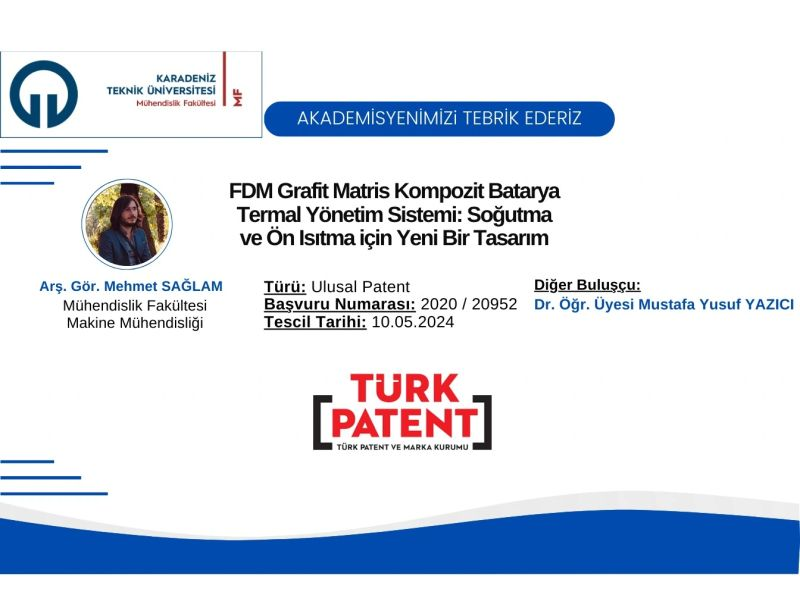 KARADENİZ
TEKNİK ÜNİVERSİTESİ
Mühendislik Fakültesi
MF
AKADEMİSYENİMİZİ TEBRİK EDERİZ
FDM Grafit Matris Kompozit Batarya
Termal Yönetim Sistemi: Soğutma
ve Ön Isıtma için Yeni Bir Tasarım
Arş. Gör. Mehmet SAĞLAM
Mühendislik Fakültesi
Makine Mühendisliği
Türü: Ulusal Patent
Başvuru Numarası: 2020 / 20952
Tescil Tarihi: 10.05.2024
Diğer Buluşçu:
Dr. Öğr. Üyesi Mustafa Yusuf YAZICI
TÜRK
PATENT
TÜRK PATENT VE MARKA KURUMU